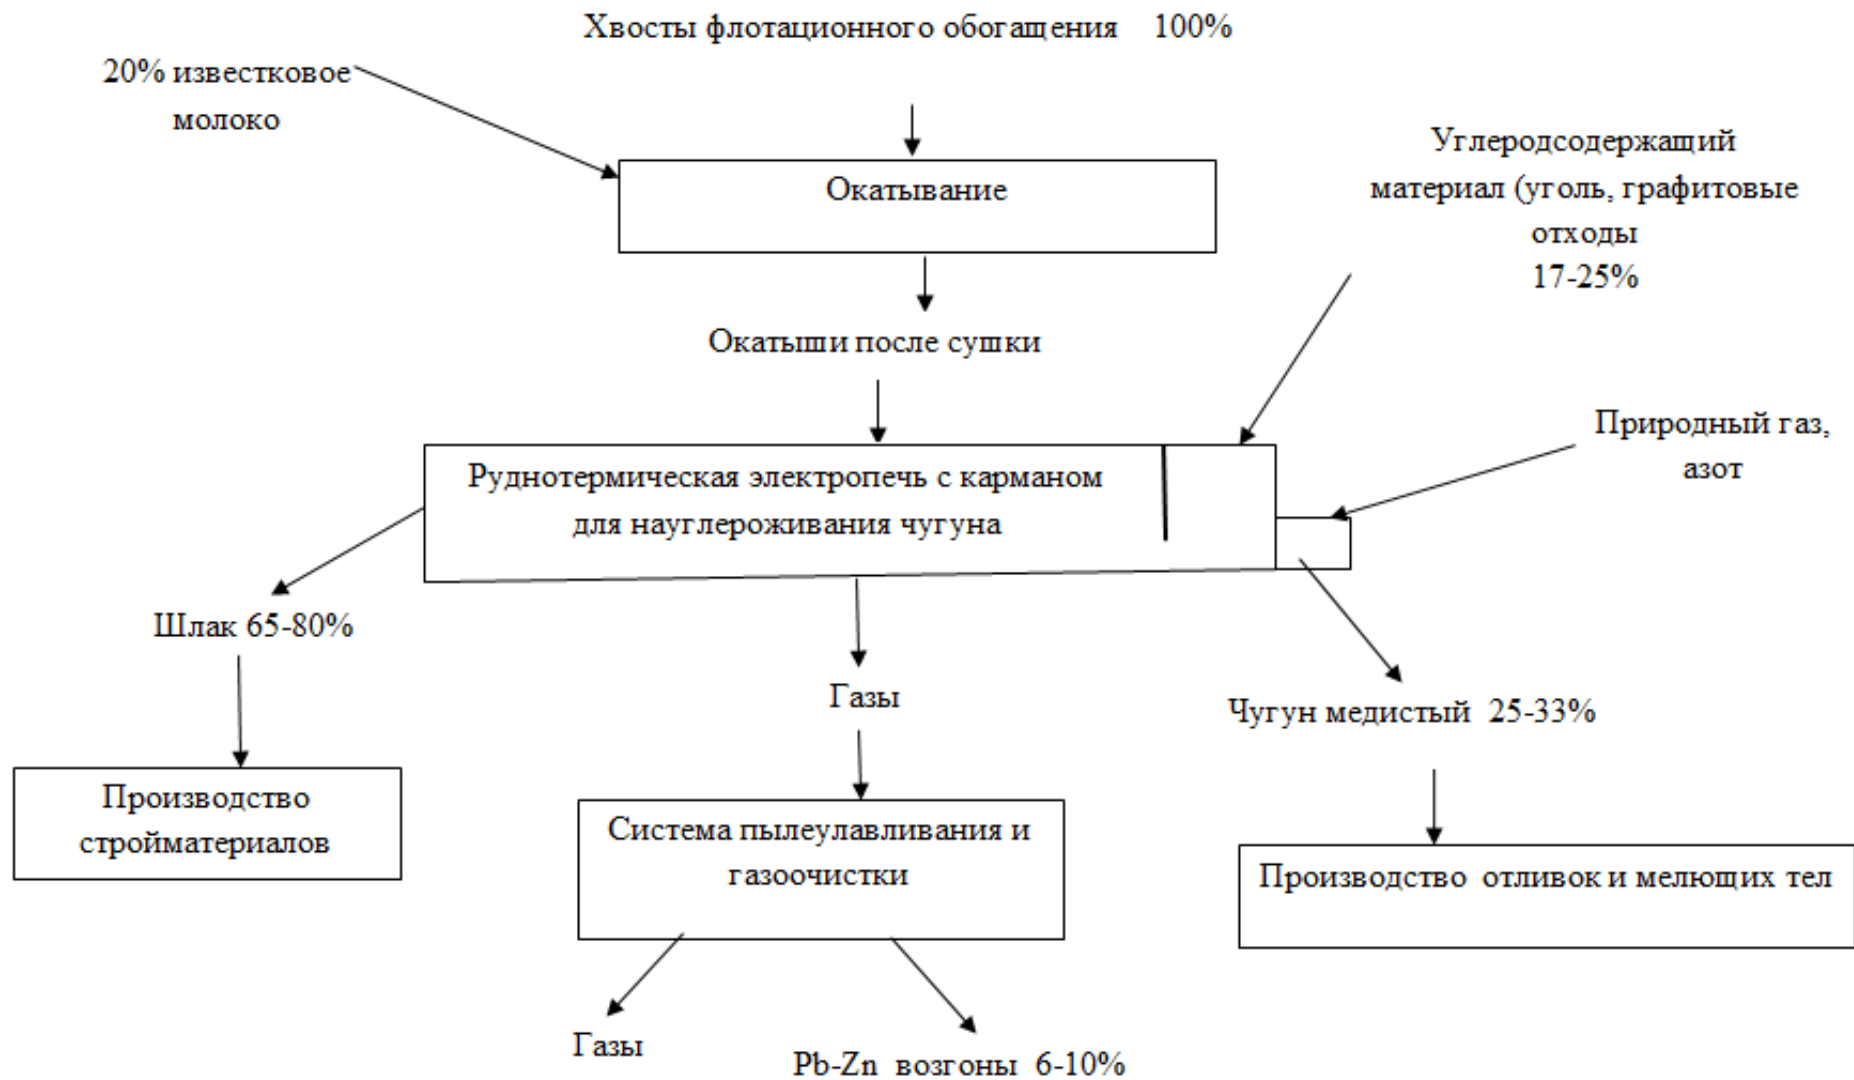 Хвосты флотационного обогащения 100%
20% известковое
молоко
Углеродсодержащий
материал (уголь, графитовые
отходы
17-25%
Окатывание
Окатыши после сушки
Природный газ,
азот
Руднотермическая электропечь с карманом
для науглероживания чугуна
Шлак 65-80%
Газы
Чугун медистый 25-33%
Производство
стройматериалов
Система пылеулавливания и
газоочистки
Производство отливок и мелющих тел
Газы
Pb-Zn возгоны 6-10%